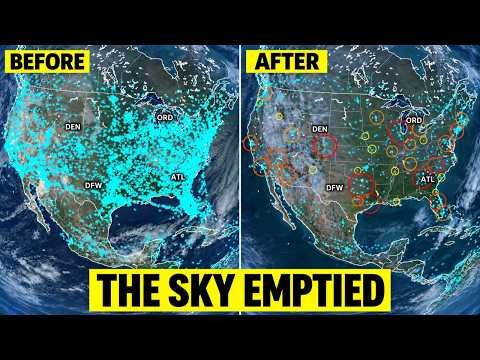 BEFORE
AFTER
ORD
DEN
ATL
DFW
ORD
DEN
ATL
DFW
THE SKY EMPTIED